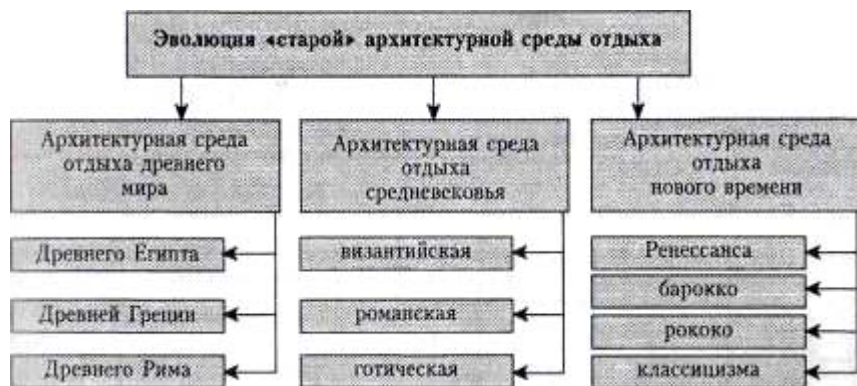 Эволюция «старой» архитектурной среды отдыха
Архитектурная среда
отдыха древнего
мира
Древнего Египта
Древней Греции
Древнего Рима
Архитектурная среда
отдыха
средневековья
византийская
романская
готическая
Архитектурная среда
отдыха
нового времени
Ренессанса
барокко
рококо
классицизма